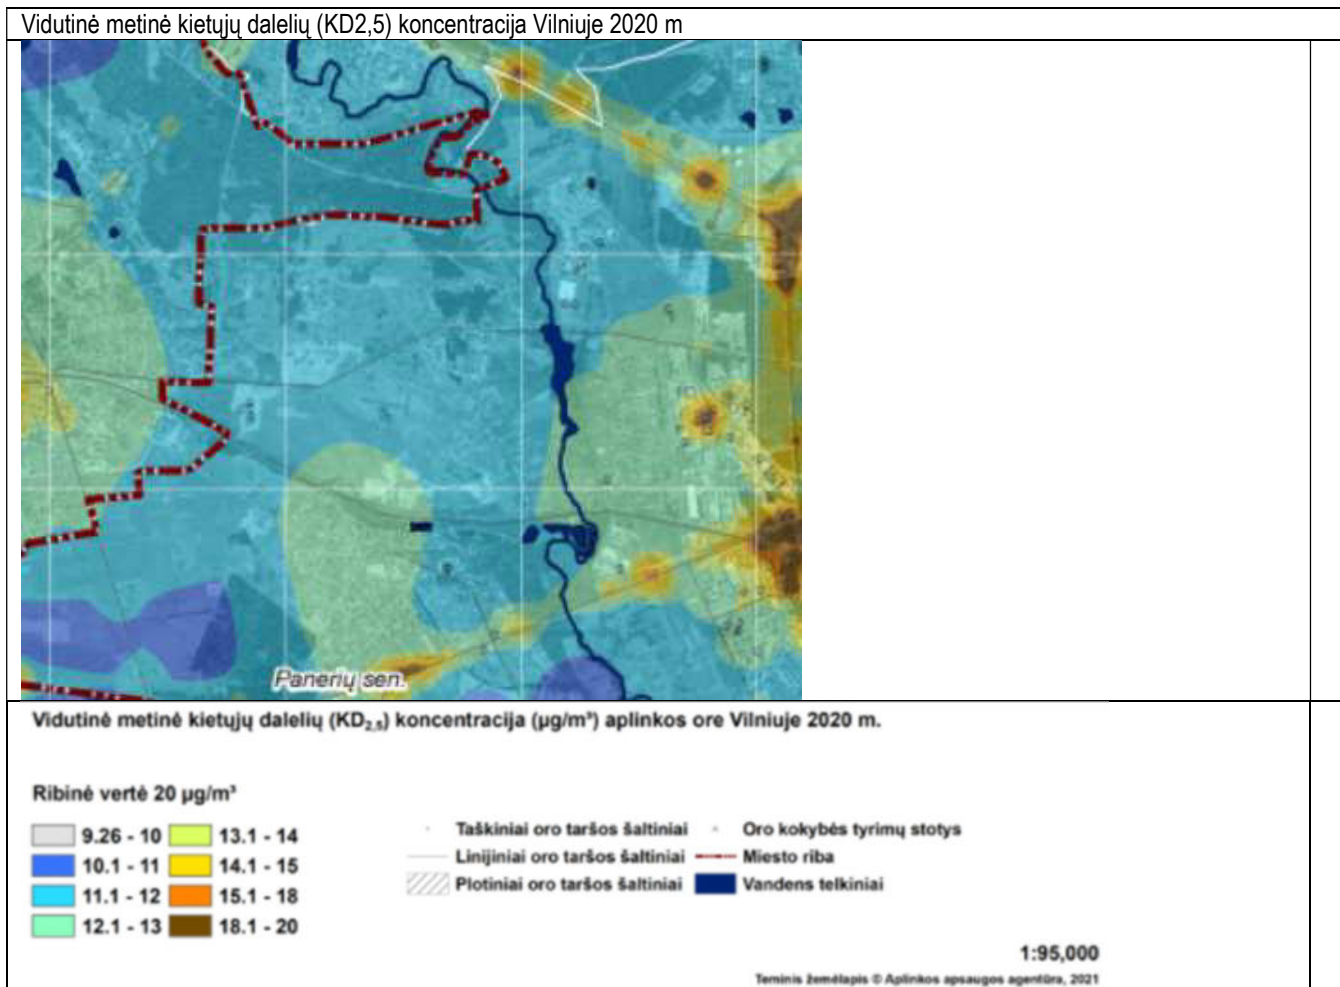 Vidutinė metinė kietųjų dalelių (KD2,5) koncentracija Vilniuje 2020 m
Panerių sen.
Vidutinė metinė kietųjų dalelių (KD2,5) koncentracija (µg/m³) aplinkos ore Vilniuje 2020 m.
Ribinė vertė 20 µg/m³
9.26 - 10 13.1 - 14
10.1 - 11 14.1 - 15
11.1 - 12 15.1 - 18
12.1 - 13 18.1 - 20
Taškiniai oro taršos šaltiniai Oro kokybės tyrimų stotys
Linijiniai oro taršos šaltiniai Miesto riba
Plotiniai oro taršos šaltiniai Vandens telkiniai
1:95,000
Teminis žemėlapis © Aplinkos apsaugos agentūra, 2021